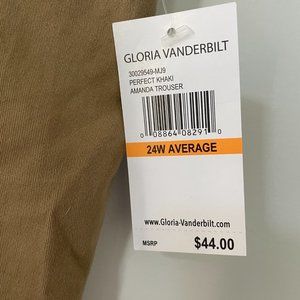 GLORIA VANDERBILT
30029549-MJ9
PERFECT KHAKI
AMANDA TROUSER
0 08864 08291 0
24W AVERAGE
www.Gloria-Vanderbilt.com
MSRP $44.00